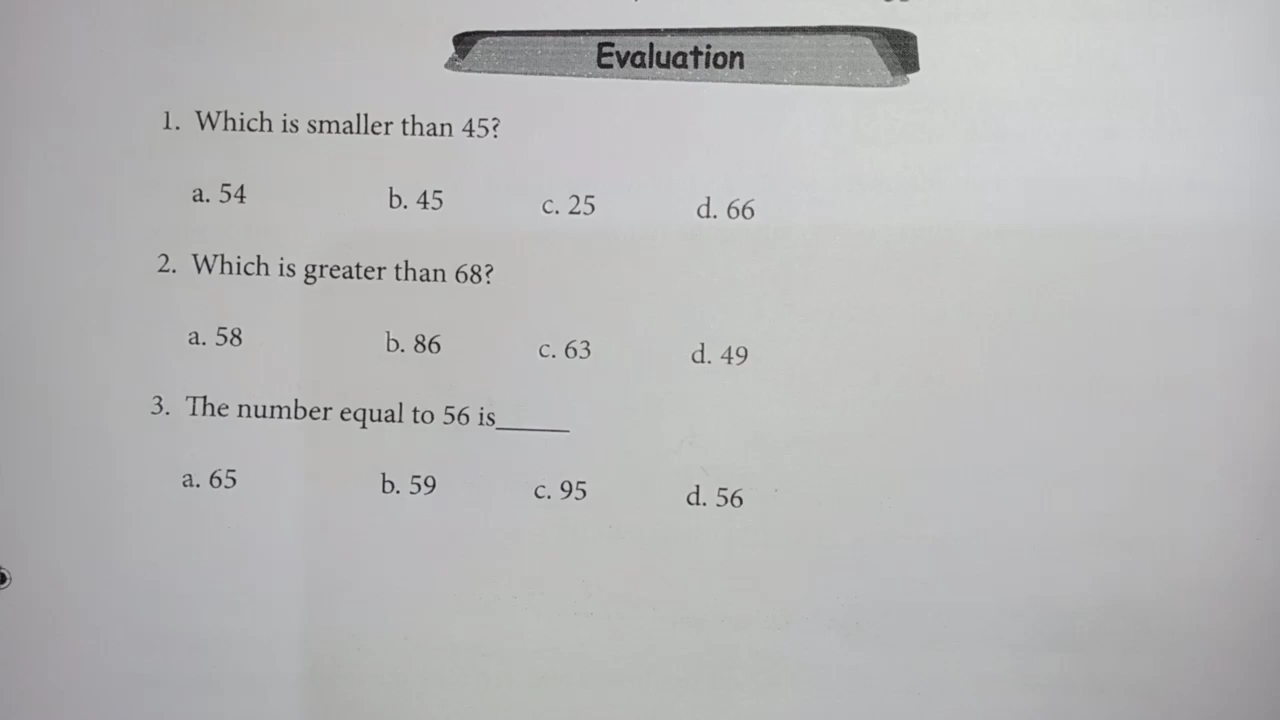 Evaluation
1. Which is smaller than 45?
a. 54 b. 45 c. 25 d. 66
2. Which is greater than 68?
a. 58 b. 86 c. 63 d. 49
3. The number equal to 56 is_____
a. 65 b. 59 c. 95 d. 56